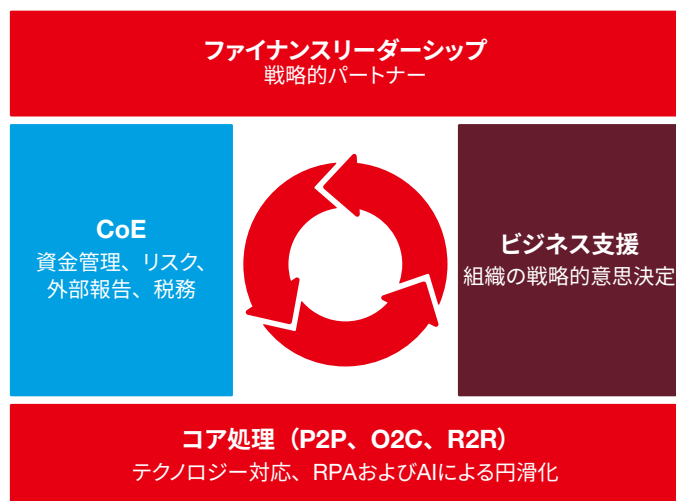 ファイナンスリーダーシップ
戦略的パートナー
CoE
資金管理、リスク、
外部報告、税務
ビジネス支援
組織の戦略的意思決定
コア処理（P2P、O2C、R2R）
テクノロジー対応、RPAおよびAIによる円滑化